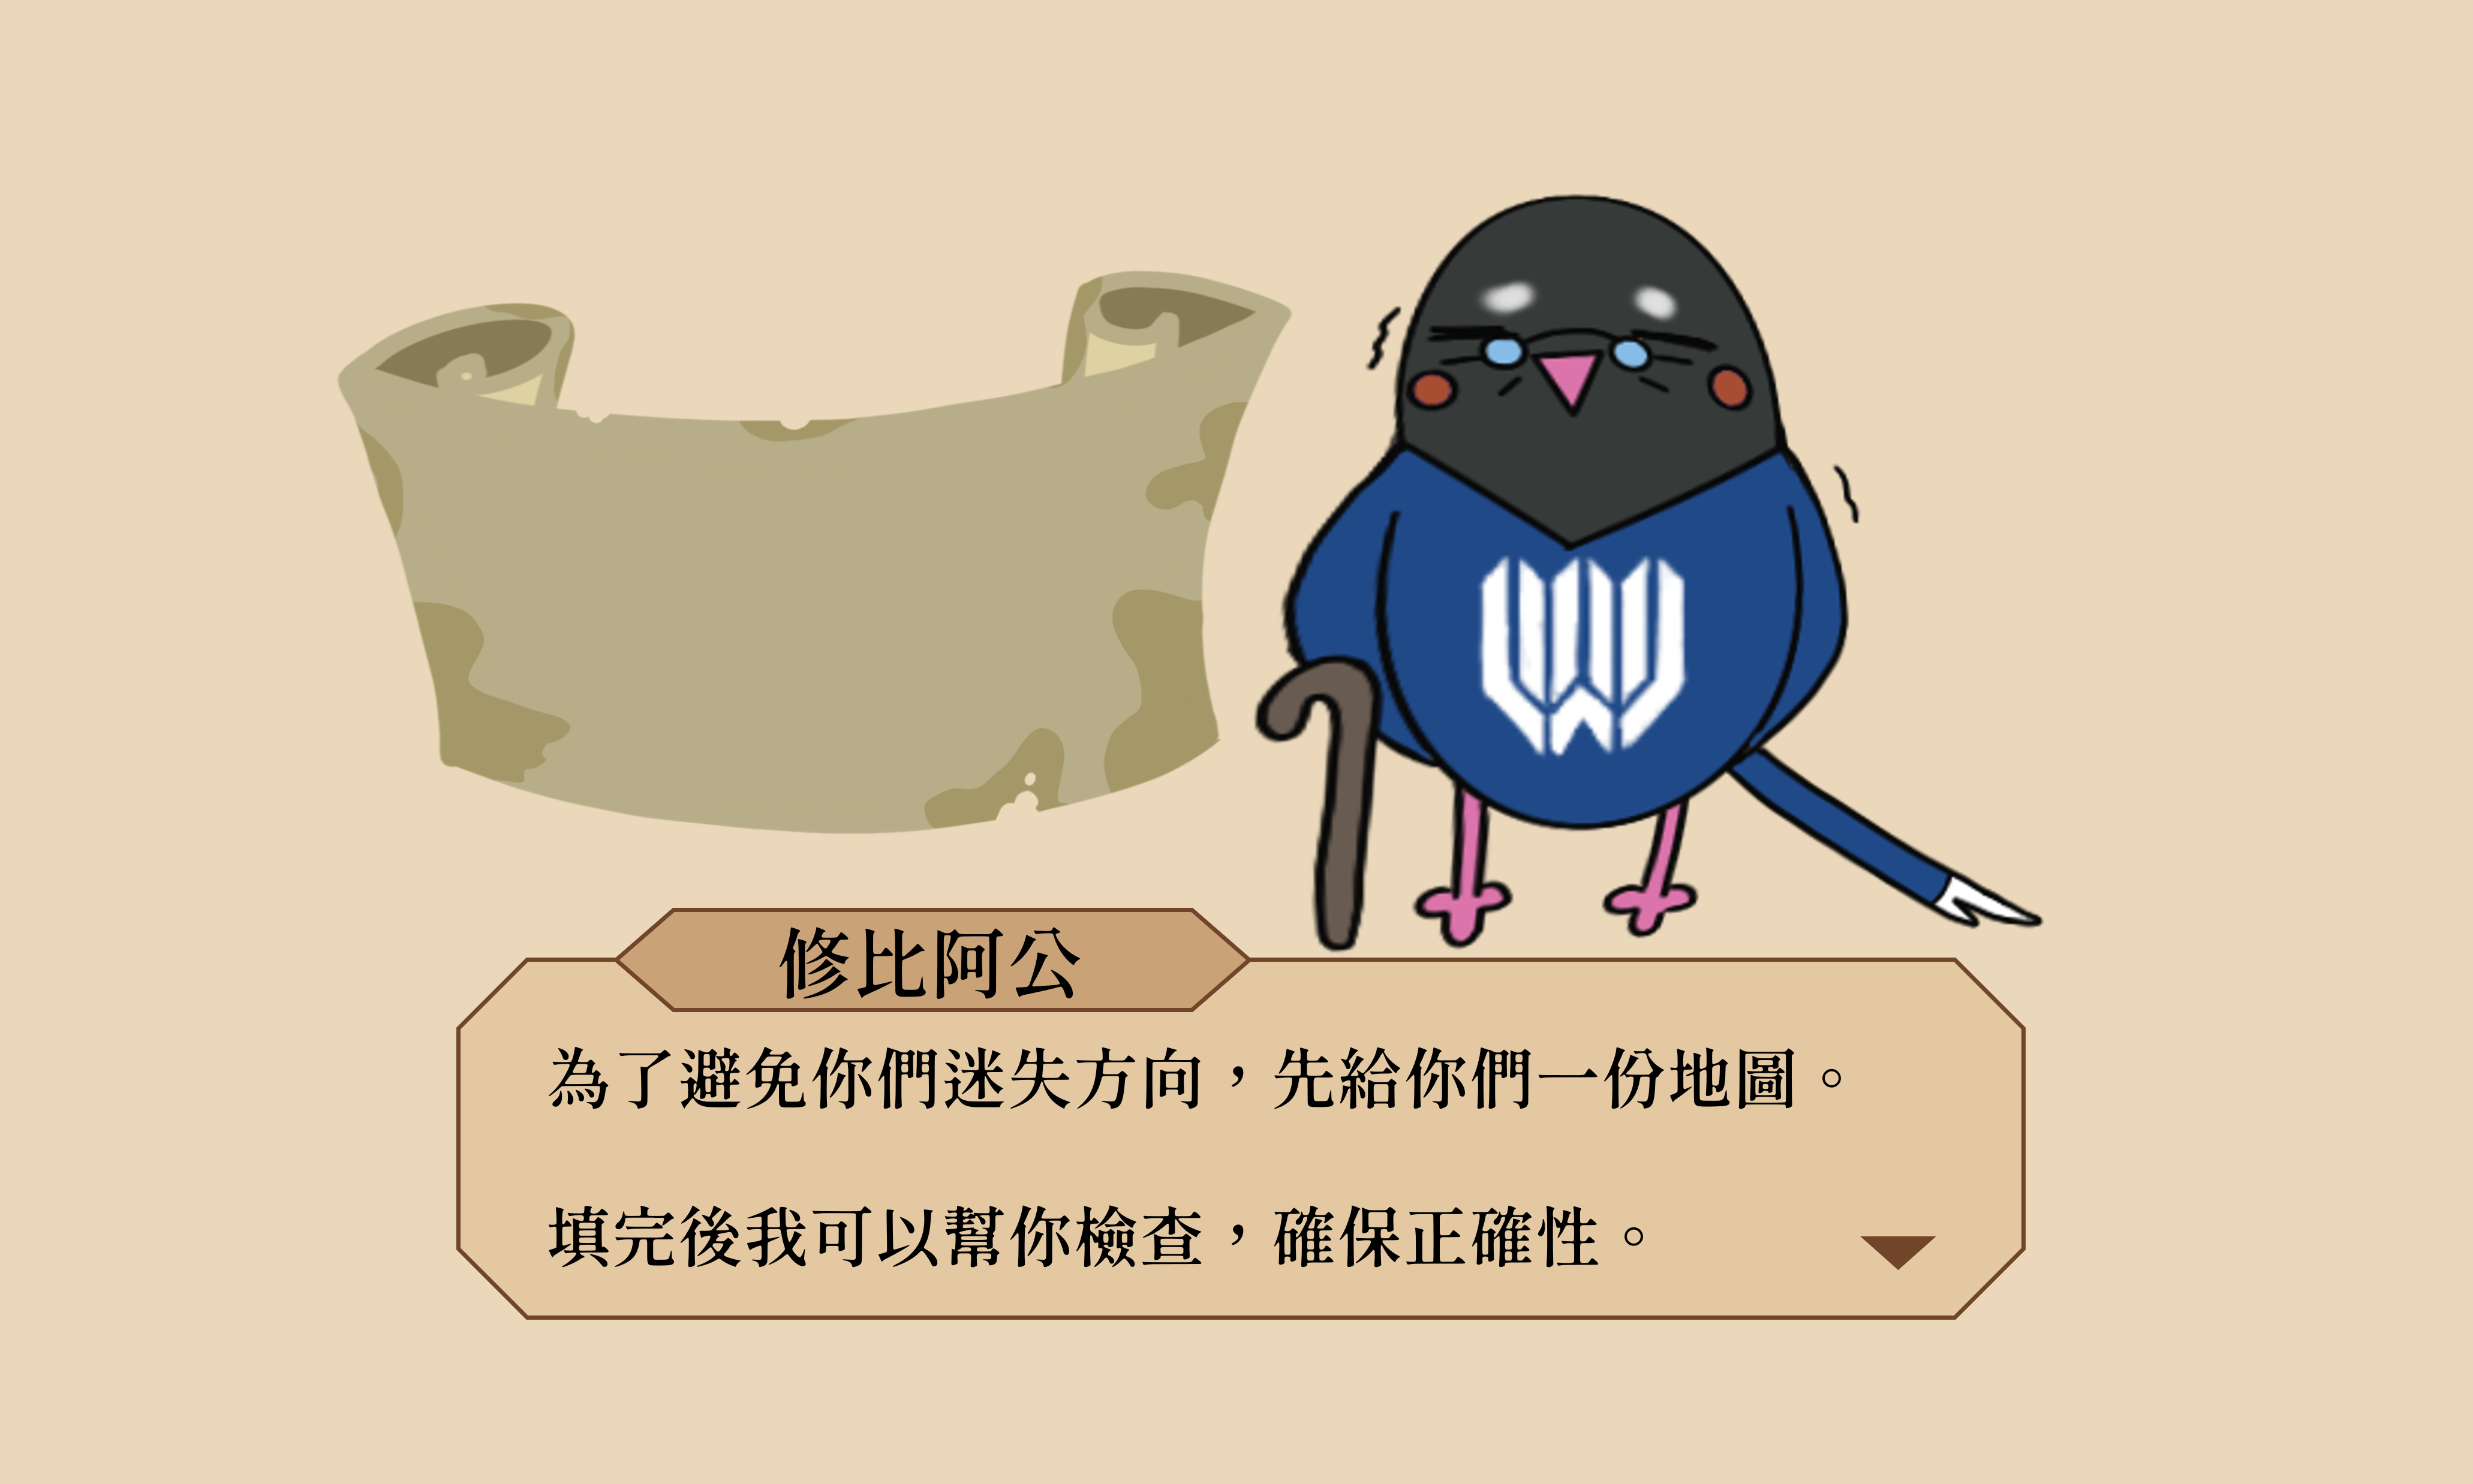 修比阿公
為了避免你們迷失方向，先給你們一份地圖。
填完後我可以幫你檢查，確保正確性。